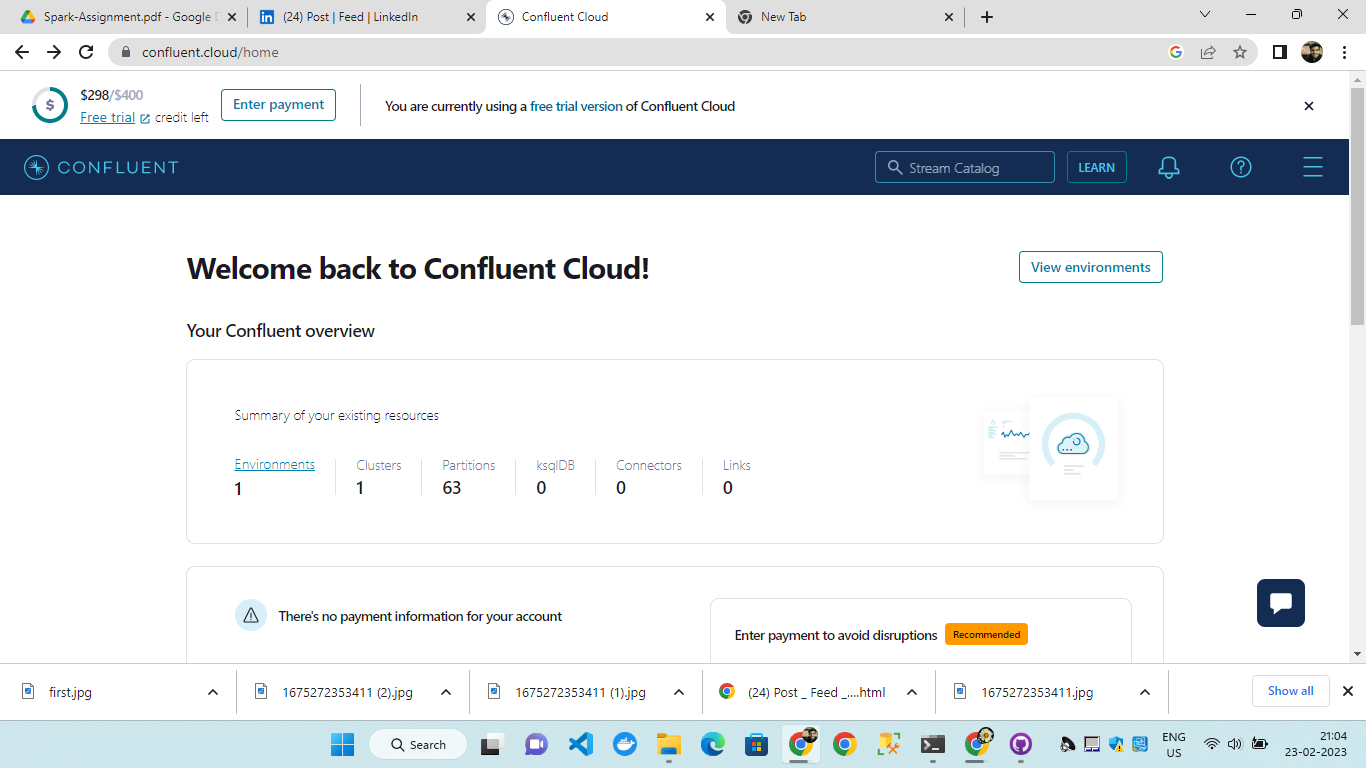 Spark-Assignment.pdf - Google D
(24) Post | Feed | LinkedIn
Confluent Cloud
New Tab
confluent.cloud/home
$
$298/$400
Free trial credit left
Enter payment
You are currently using a free trial version of Confluent Cloud
CONFLUENT
Stream Catalog
LEARN
Welcome back to Confluent Cloud!
View environments
Your Confluent overview
Summary of your existing resources
Environments Clusters Partitions ksqlDB Connectors Links
1 1 63 0 0 0
There's no payment information for your account
Enter payment to avoid disruptions Recommended
first.jpg
1675272353411 (2).jpg
1675272353411 (1).jpg
(24) Post _ Feed _....html
1675272353411.jpg
Show all
Search
ENG
US
21:04
23-02-2023